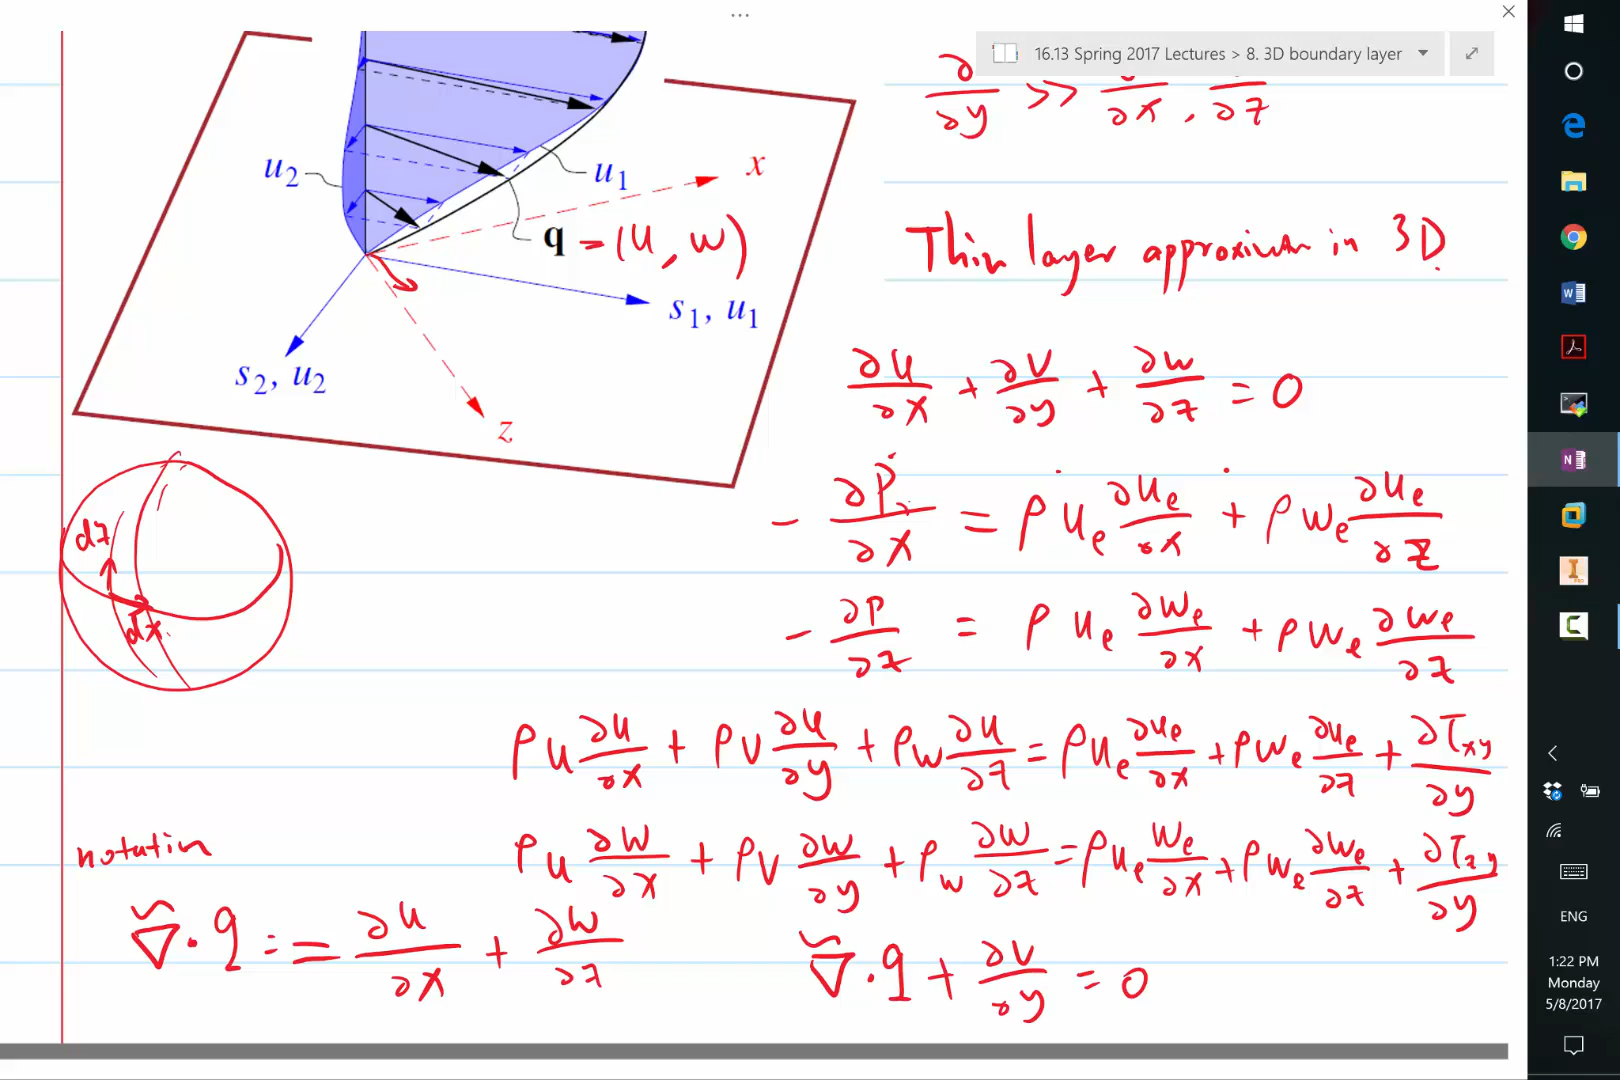 16.13 Spring 2017 Lectures > 8. 3D boundary layer
∂/∂y >> ∂/∂x , ∂/∂z
u2
u1
x
q = (u, w)
Thin layer approximation in 3D
s1, u1
s2, u2
z
∂u/∂x + ∂v/∂y + ∂w/∂z = 0
- ∂P/∂x = ρ ue ∂ue/∂x + ρ we ∂ue/∂z
dz
dx
- ∂P/∂z = ρ ue ∂we/∂x + ρ we ∂we/∂z
ρu ∂u/∂x + ρv ∂u/∂y + ρw ∂u/∂z = ρue ∂ue/∂x + ρwe ∂ue/∂z + ∂τxy/∂y
notation
ρu ∂w/∂x + ρv ∂w/∂y + ρw ∂w/∂z = ρue we/∂x + ρwe ∂we/∂z + ∂τzy/∂y
∇̃ · q = = ∂u/∂x + ∂w/∂z
∇̃ · q + ∂v/∂y = 0
ENG
1:22 PM
Monday
5/8/2017